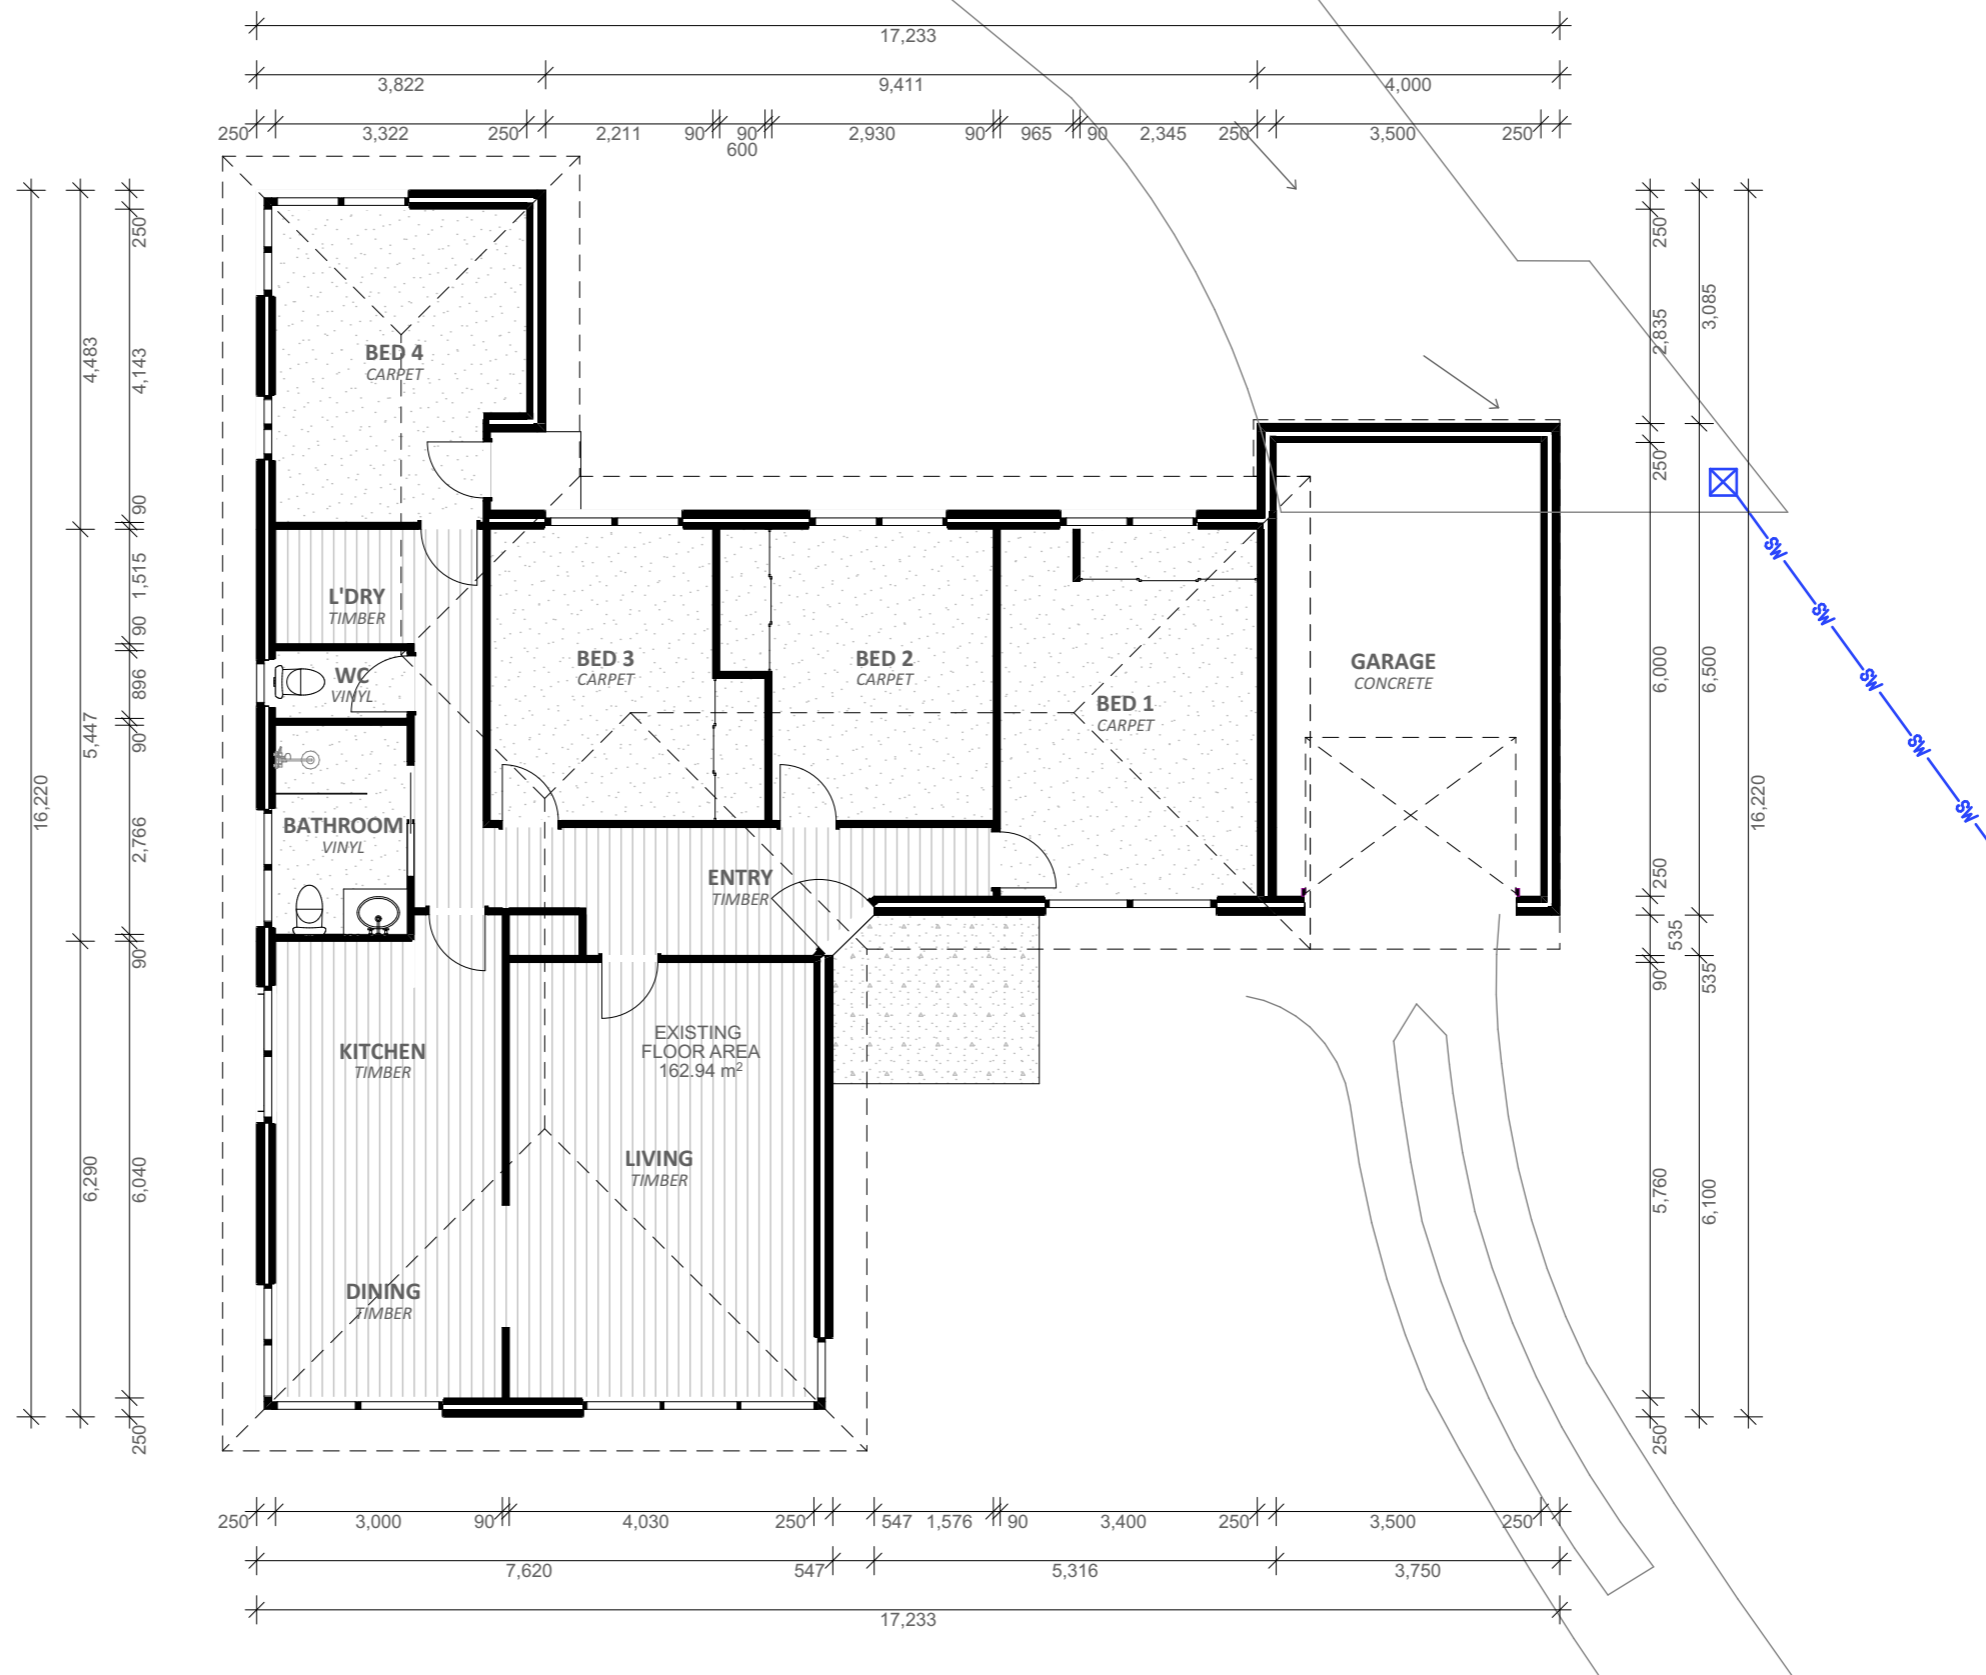 17,233
3,822 9,411 4,000
250 3,322 250 2,211 90 90 2,930 90 965 90 2,345 250 3,500 250
600
250
4,483
4,143
90
1,515
90
896
90
5,447
16,220
2,766
90
6,290
6,040
250
BED 4
CARPET
L'DRY
TIMBER
WC
VINYL
BATHROOM
VINYL
BED 3
CARPET
BED 2
CARPET
BED 1
CARPET
GARAGE
CONCRETE
ENTRY
TIMBER
KITCHEN
TIMBER
EXISTING
FLOOR AREA
162.94 m²
LIVING
TIMBER
DINING
TIMBER
250
2,835
3,085
250
6,000
6,500
250
16,220
535
90
535
5,760
6,100
250
SW
SW
SW
SW
SW
250 3,000 90 4,030 250 547 1,576 90 3,400 250 3,500 250
7,620 547 5,316 3,750
17,233